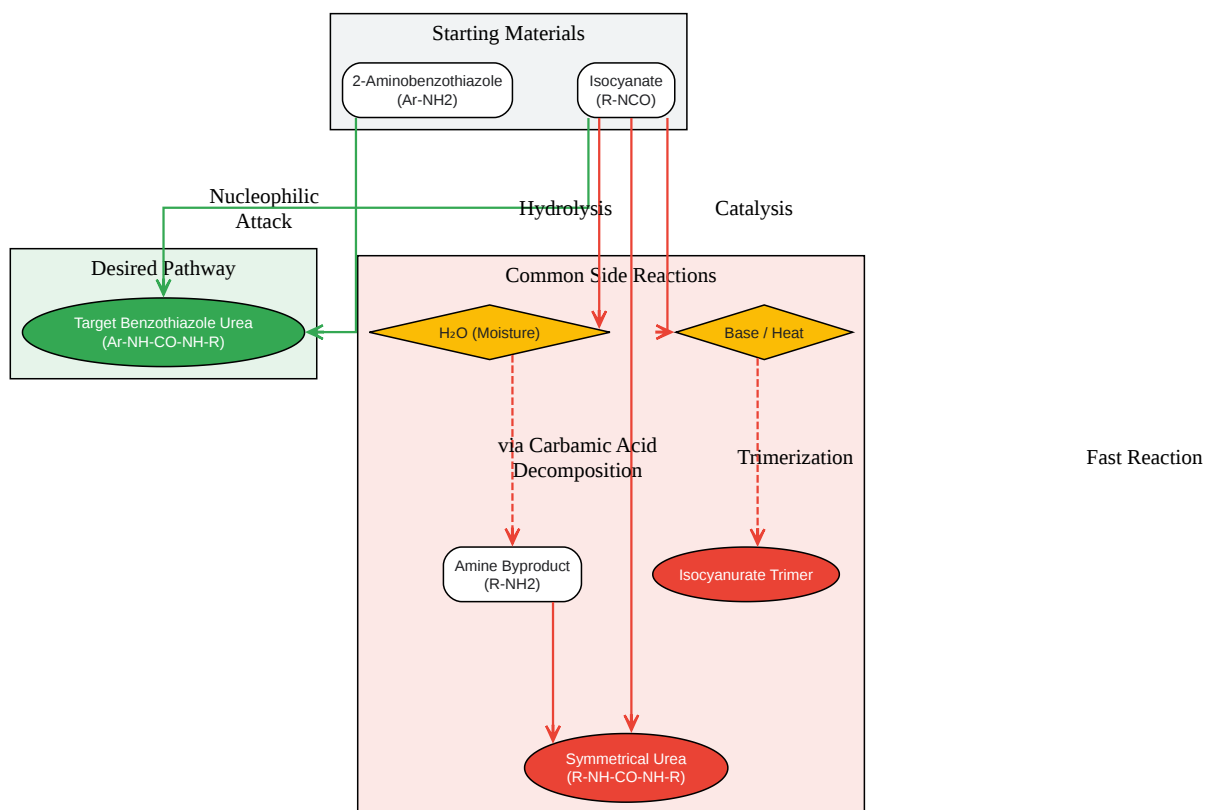 Starting Materials
2-Aminobenzothiazole
(Ar-NH2)
Isocyanate
(R-NCO)
Nucleophilic
Attack
Hydrolysis
Catalysis
Desired Pathway
Common Side Reactions
Target Benzothiazole Urea
(Ar-NH-CO-NH-R)
H₂O (Moisture)
Base / Heat
via Carbamic Acid
Decomposition
Trimerization
Fast Reaction
Amine Byproduct
(R-NH2)
Isocyanurate Trimer
Symmetrical Urea
(R-NH-CO-NH-R)